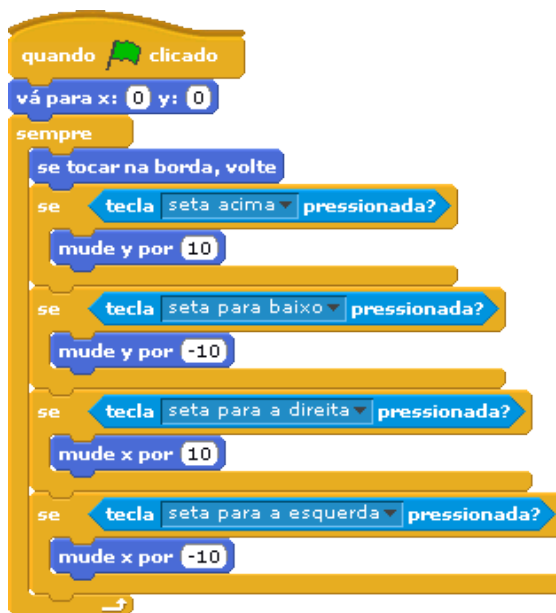 quando clicado
vá para x: 0 y: 0
sempre
se tocar na borda, volte
se tecla seta acima pressionada?
mude y por 10
se tecla seta para baixo pressionada?
mude y por -10
se tecla seta para a direita pressionada?
mude x por 10
se tecla seta para a esquerda pressionada?
mude x por -10